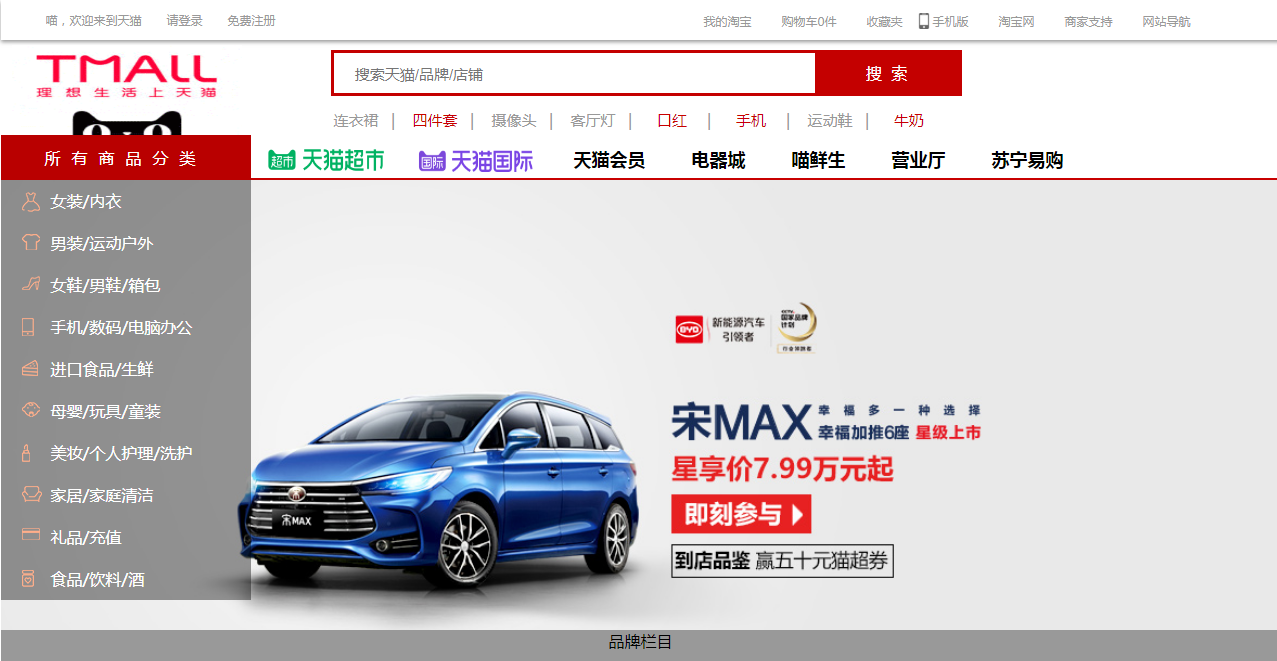 喵，欢迎来到天猫 请登录 免费注册 我的淘宝 购物车0件 收藏夹 手机版 淘宝网 商家支持 网站导航
TMALL
理想生活上天猫
搜索天猫/品牌/店铺 搜 索
连衣裙 | 四件套 | 摄像头 | 客厅灯 | 口红 | 手机 | 运动鞋 | 牛奶
所有商品分类 超市 天猫超市 国际 天猫国际 天猫会员 电器城 喵鲜生 营业厅 苏宁易购
女装/内衣
男装/运动户外
女鞋/男鞋/箱包
手机/数码/电脑办公
进口食品/生鲜
母婴/玩具/童装
美妆/个人护理/洗护
家居/家庭清洁
礼品/充值
食品/饮料/酒
BYD 新能源汽车 引领者
CCTV 国家品牌计划
行业领跑者
宋MAX 幸福多一种选择
幸福加推6座 星级上市
星享价7.99万元起
即刻参与
到店品鉴 赢五十元猫超券
宋MAX
品牌栏目